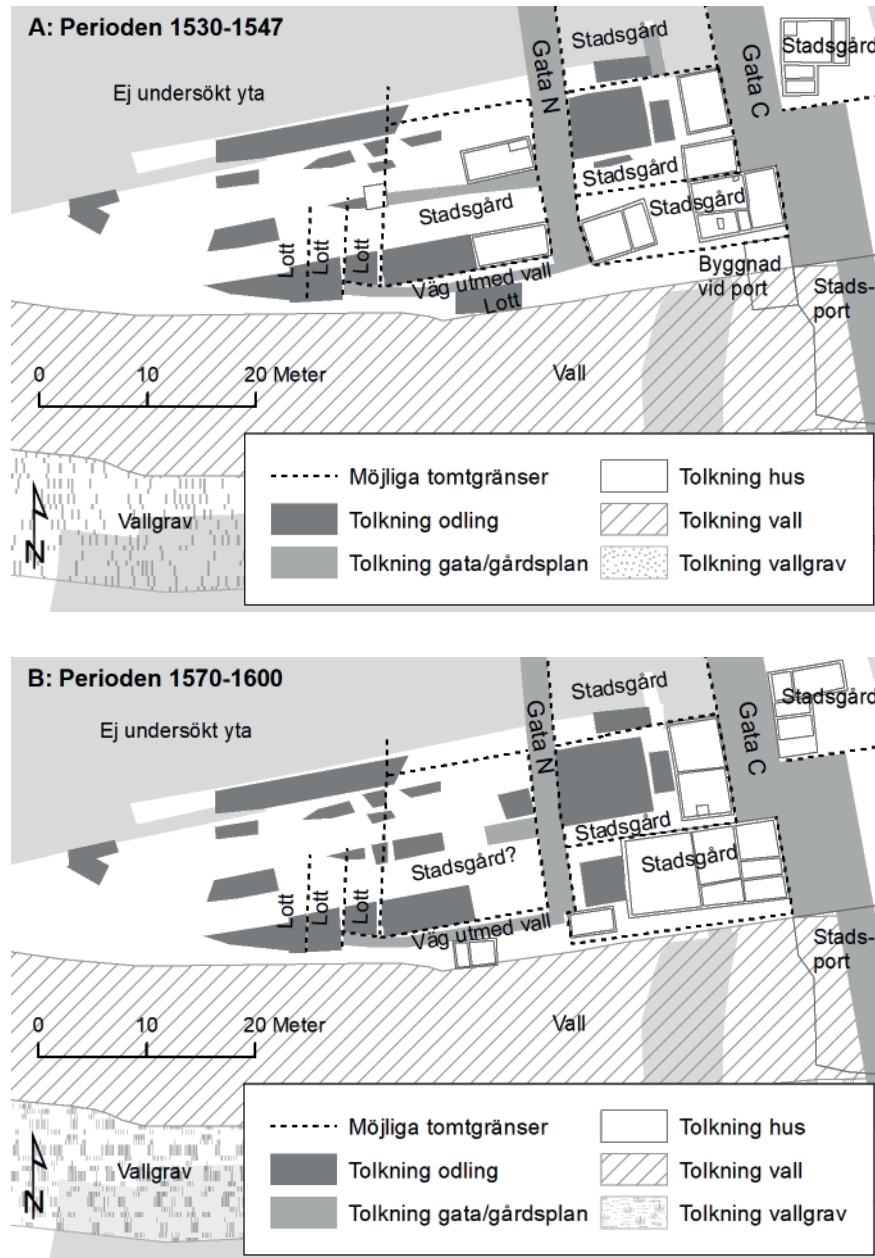 A: Perioden 1530-1547
Ej undersökt yta
Stadsgård
Gata N
Gata C
Stadsgård
Stadsgård
Stadsgård
Stadsgård
Lott
Lott
Lott
Väg utmed vall
Lott
Byggnad
vid port
Stads-
port
0 10 20 Meter
Vall
Vallgrav
N
Möjliga tomtgränser
Tolkning odling
Tolkning gata/gårdsplan
Tolkning hus
Tolkning vall
Tolkning vallgrav
B: Perioden 1570-1600
Ej undersökt yta
Stadsgård
Gata N
Gata C
Stadsgård
Stadsgård
Stadsgård
Stadsgård?
Lott
Lott
Lott
Väg utmed vall
Stads-
port
0 10 20 Meter
Vall
Vallgrav
N
Möjliga tomtgränser
Tolkning odling
Tolkning gata/gårdsplan
Tolkning hus
Tolkning vall
Tolkning vallgrav